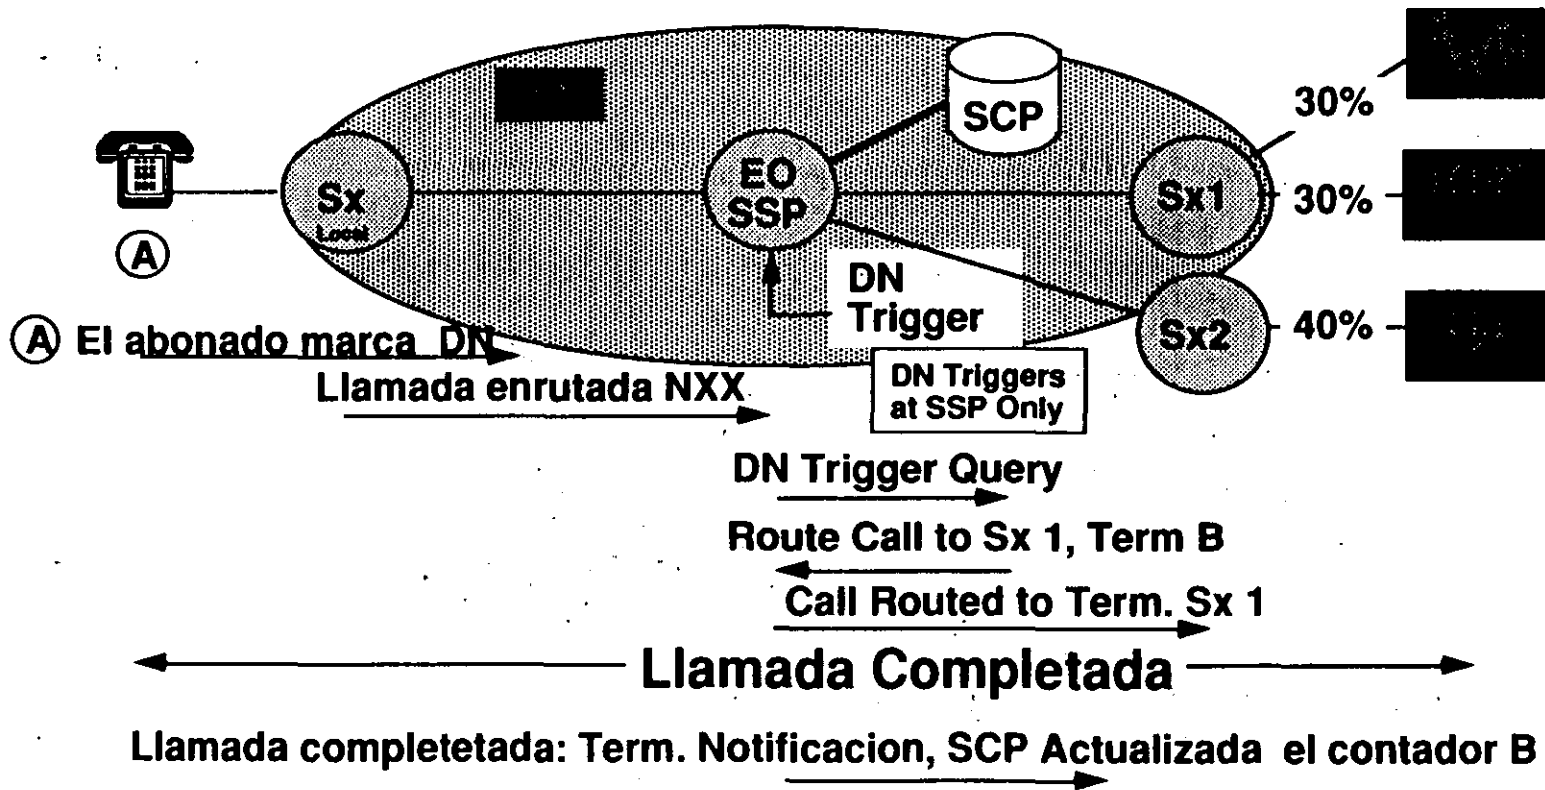 SCP
30%
EO
SSP
Sx
Local
Sx1
30%
A
DN
Trigger
Sx2
40%
A El abonado marca DN
Llamada enrutada NXX
DN Triggers
at SSP Only
DN Trigger Query
Route Call to Sx 1, Term B
Call Routed to Term. Sx 1
Llamada Completada
Llamada completetada: Term. Notificacion, SCP Actualizada el contador B